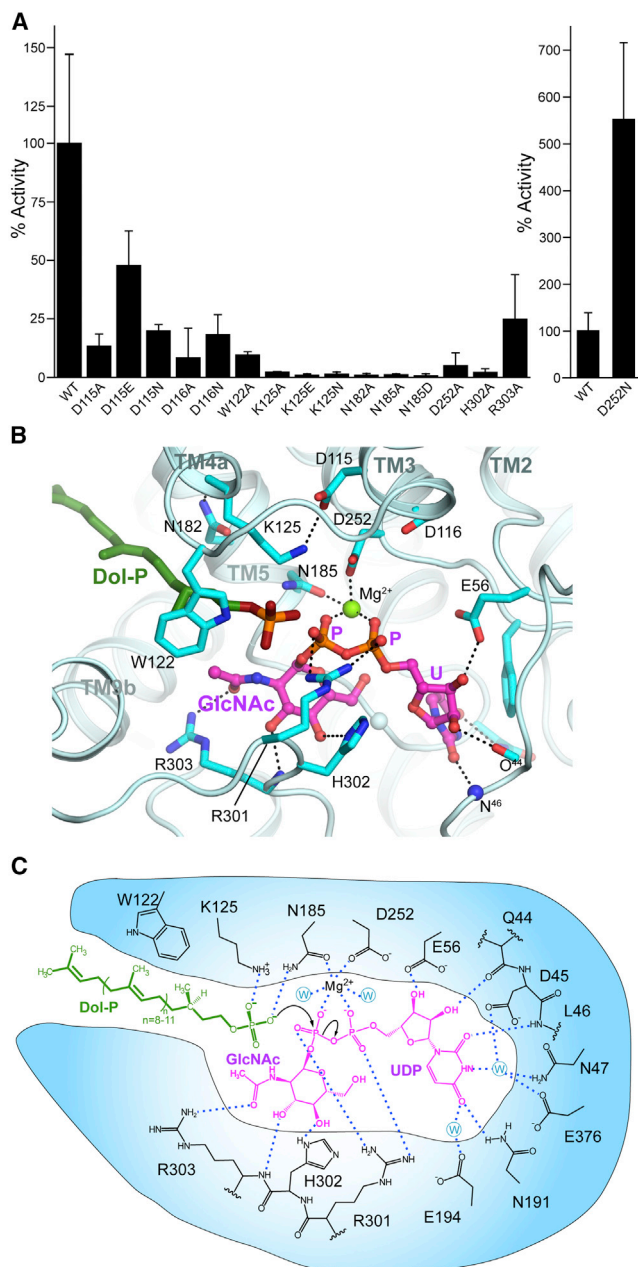 A
% Activity
150
125
100
75
50
25
0
WT
D115A
D115E
D115N
D116A
D116N
W122A
K125A
K125E
K125N
N182A
N185A
N185D
D252A
H302A
R303A
% Activity
700
600
500
400
300
200
100
0
WT
D252N
B
TM4a
D115
TM3
TM2
N182
K125
D252
D116
Dol-P
TM5
N185
Mg2+
E56
W122
P
P
U
TM9b
GlcNAc
R303
O44
R301
H302
N46
C
W122
K125
N185
D252
Q44
E56
D45
L46
N47
E376
N191
E194
R301
H302
R303
Dol-P
n=8-11
GlcNAc
UDP
Mg2+
W
W
W
W